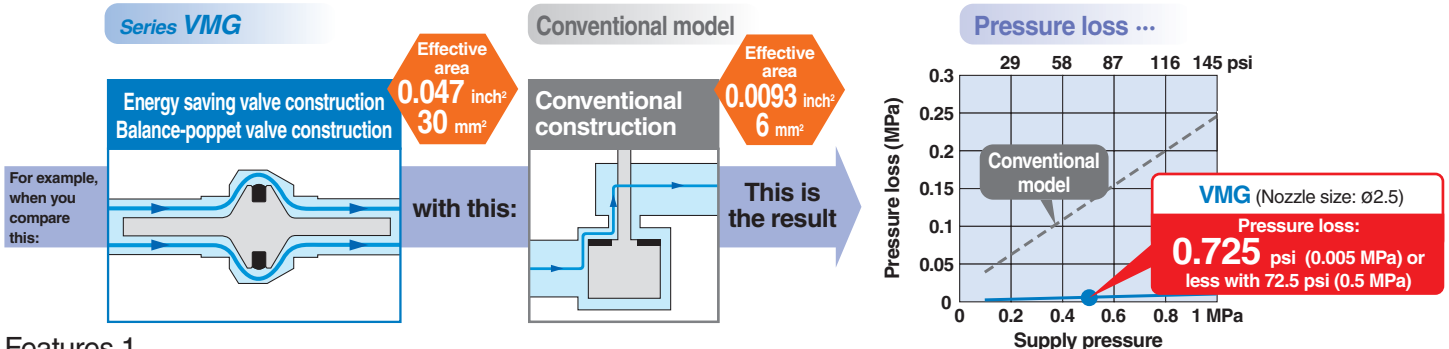 Series VMG
Effective
area
0.047 inch²
30 mm²
Energy saving valve construction
Balance-poppet valve construction
For example,
when you
compare
this:
with this:
Conventional model
Effective
area
0.0093 inch²
6 mm²
Conventional
construction
This is
the result
Pressure loss ···
29 58 87 116 145 psi
0.3
0.25
0.2
0.15
0.1
0.05
0
Pressure loss (MPa)
Conventional
model
VMG (Nozzle size: ø2.5)
Pressure loss:
0.725 psi (0.005 MPa) or
less with 72.5 psi (0.5 MPa)
0 0.2 0.4 0.6 0.8 1 MPa
Supply pressure